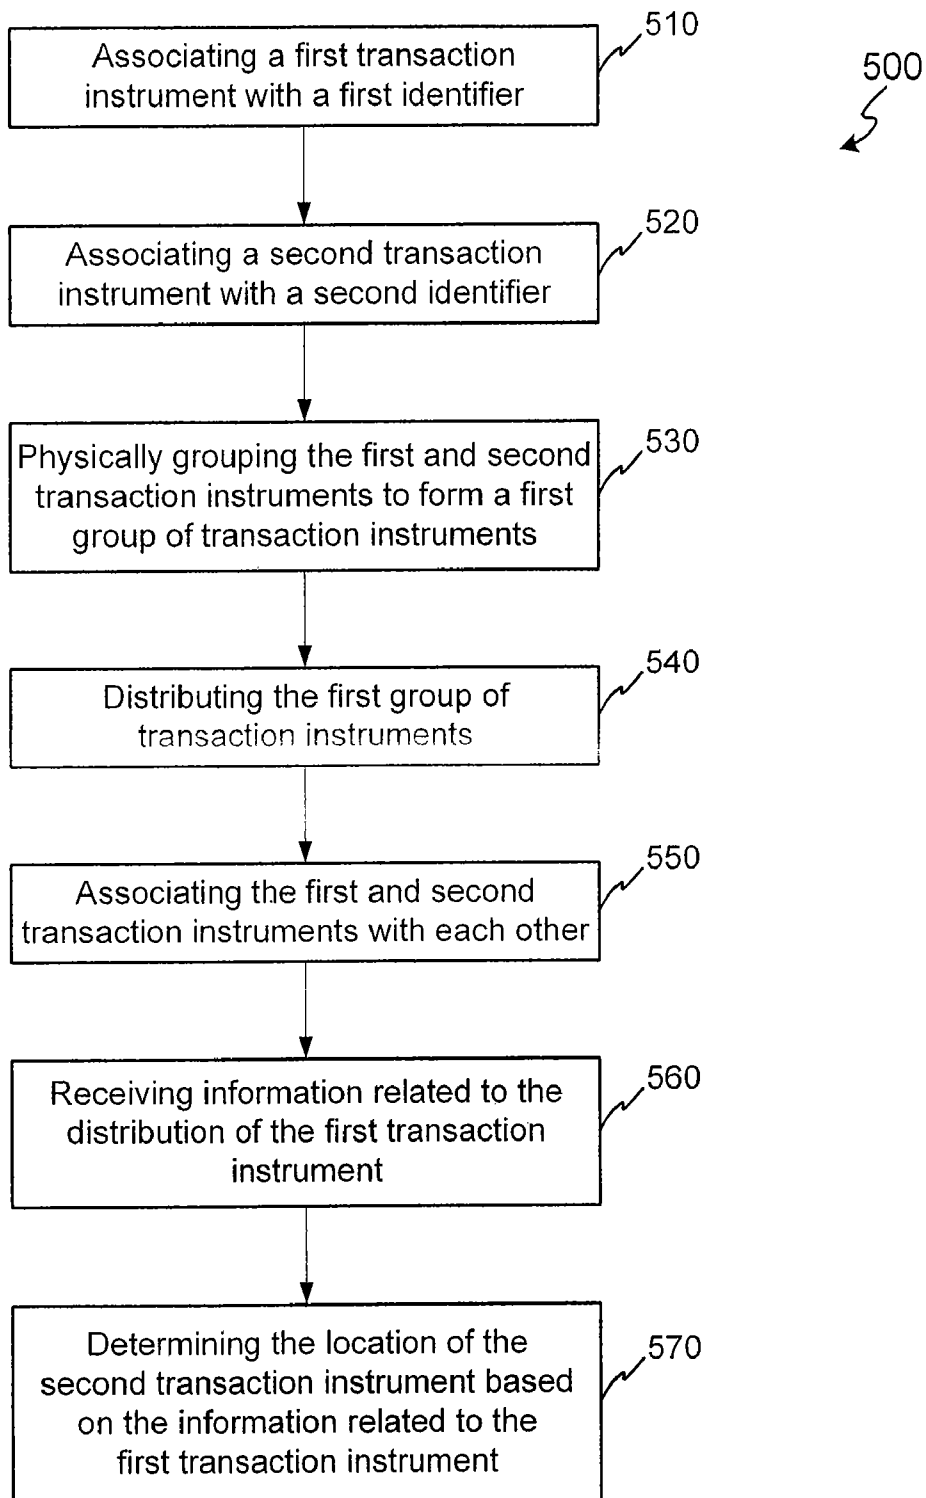 510
Associating a first transaction
instrument with a first identifier
500
520
Associating a second transaction
instrument with a second identifier
530
Physically grouping the first and second
transaction instruments to form a first
group of transaction instruments
540
Distributing the first group of
transaction instruments
550
Associating the first and second
transaction instruments with each other
560
Receiving information related to the
distribution of the first transaction
instrument
570
Determining the location of the
second transaction instrument based
on the information related to the
first transaction instrument